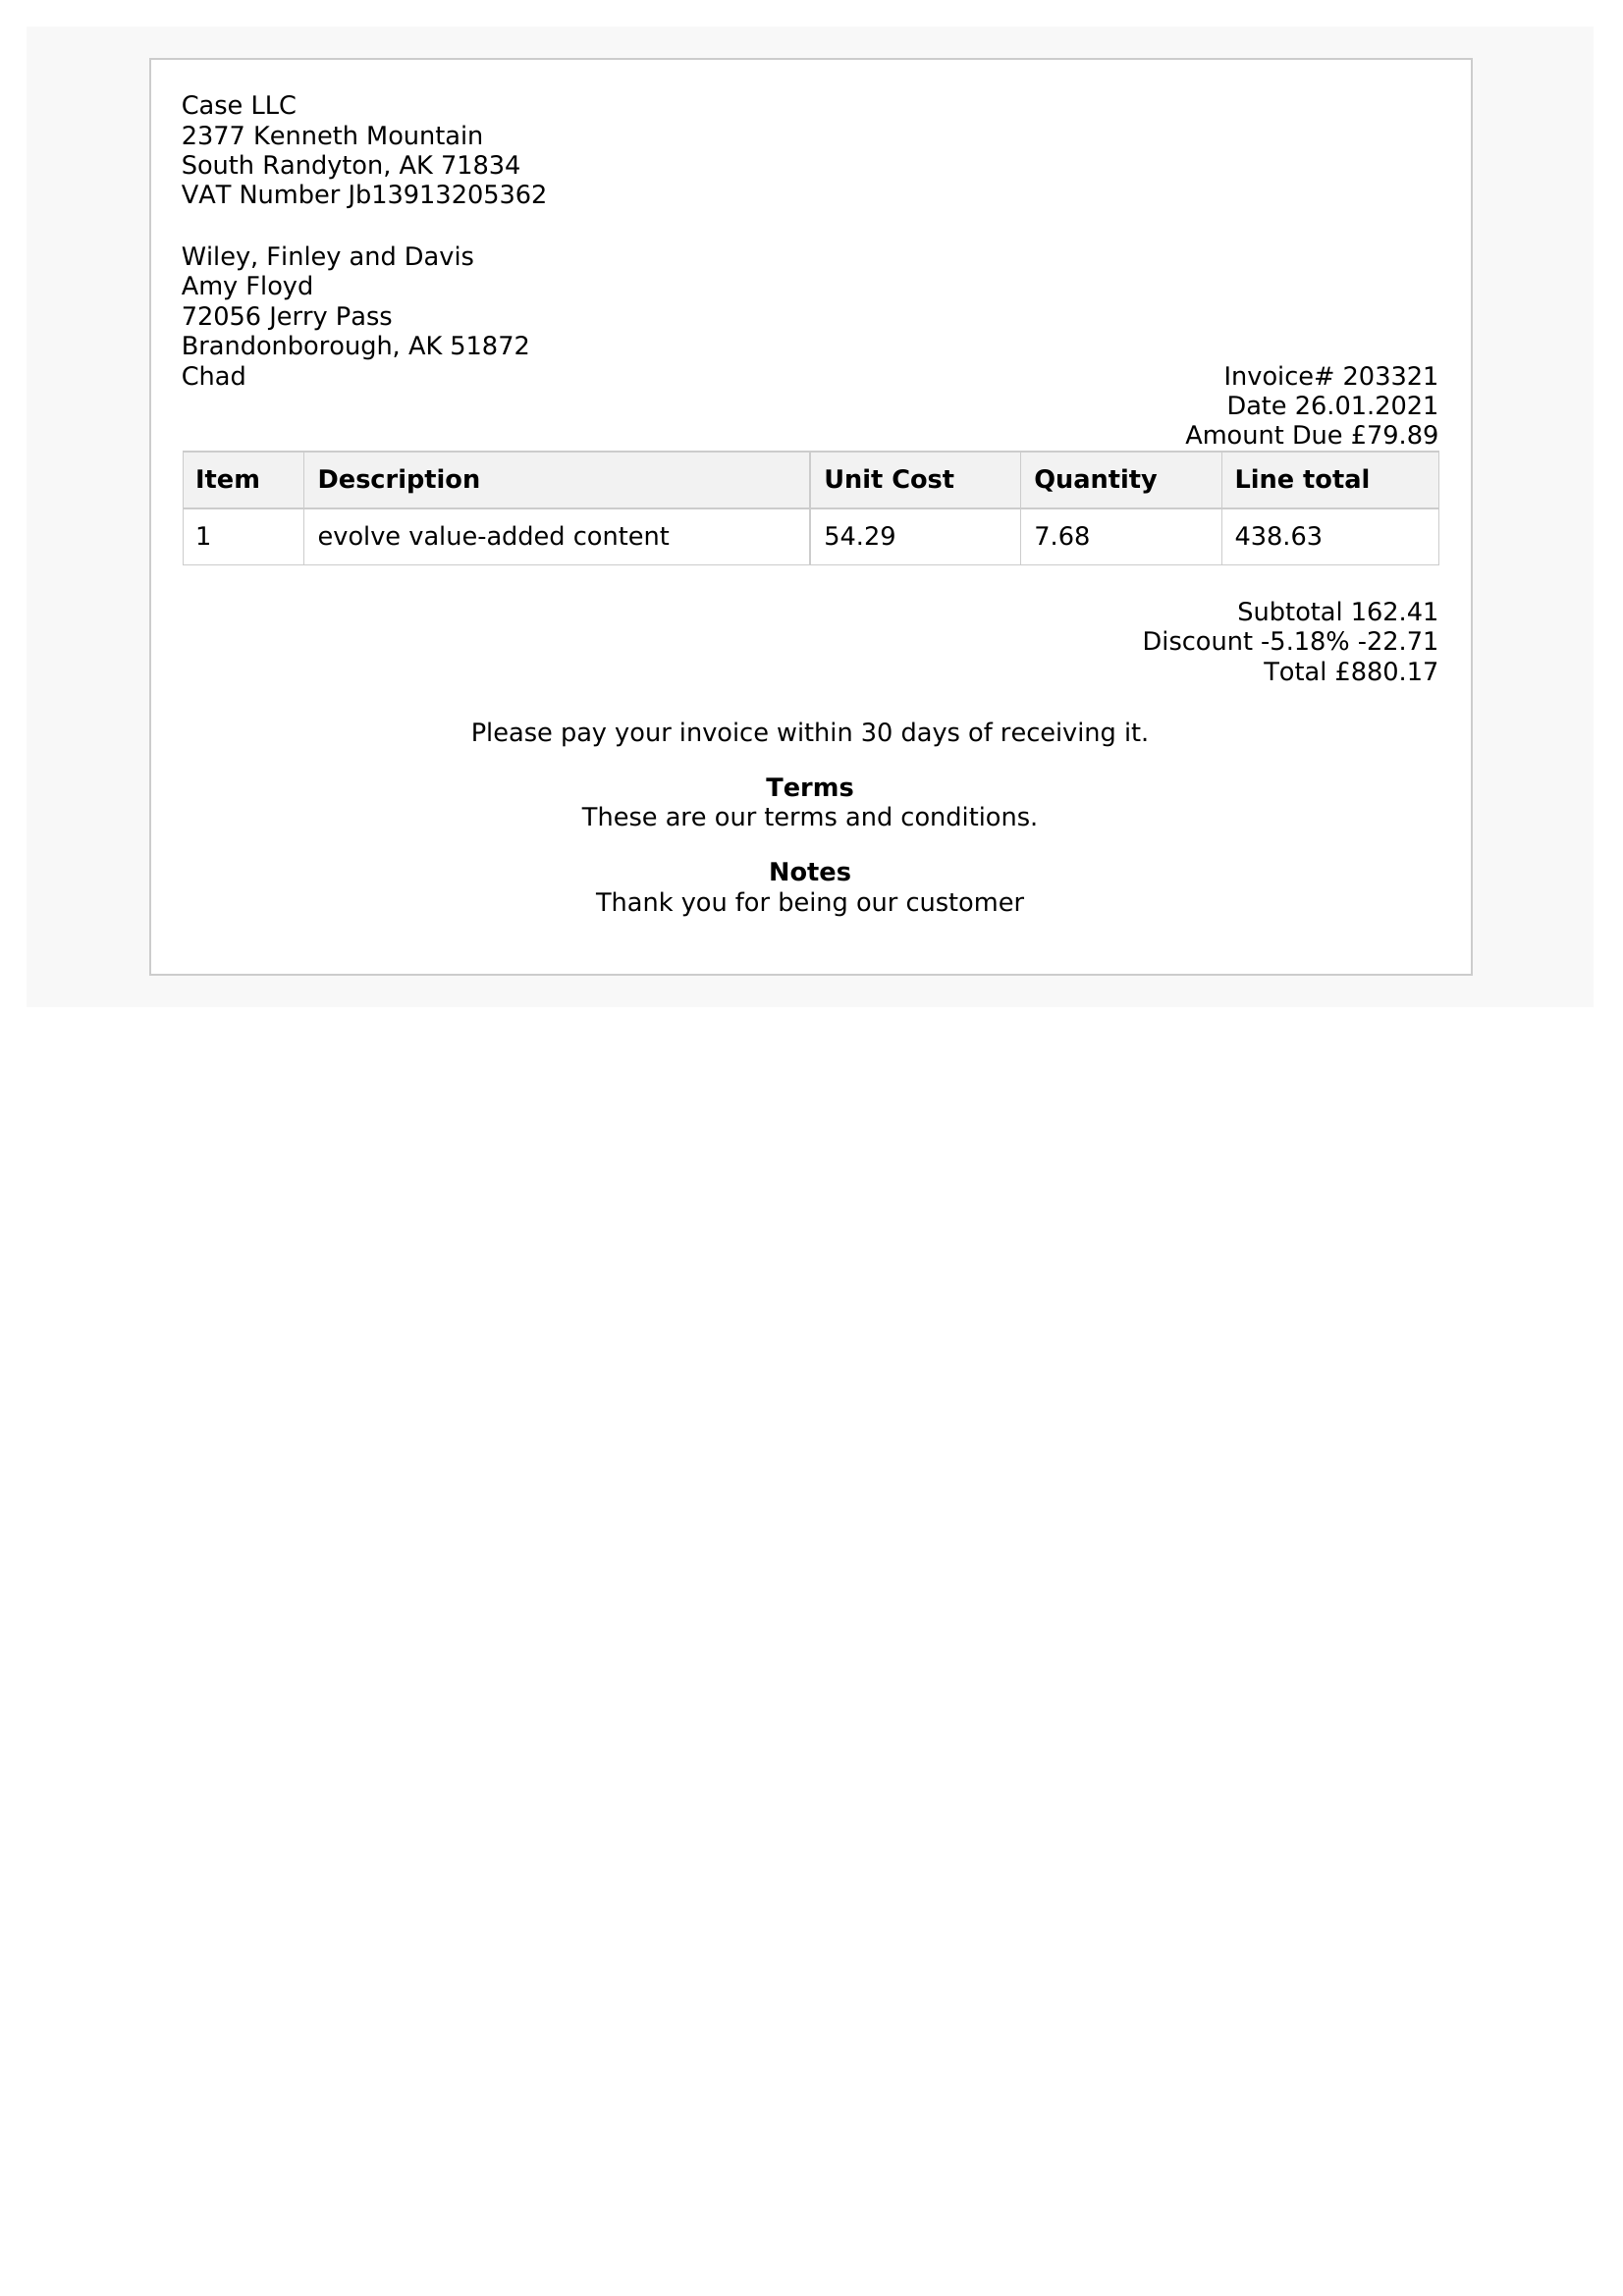 Case LLC
2377 Kenneth Mountain
South Randyton, AK 71834
VAT Number Jb13913205362
Wiley, Finley and Davis
Amy Floyd
72056 Jerry Pass
Brandonborough, AK 51872
Chad
Invoice# 203321
Date 26.01.2021
Amount Due £79.89
Item Description Unit Cost Quantity Line total
1 evolve value-added content 54.29 7.68 438.63
Subtotal 162.41
Discount -5.18% -22.71
Total £880.17
Please pay your invoice within 30 days of receiving it.
Terms
These are our terms and conditions.
Notes
Thank you for being our customer